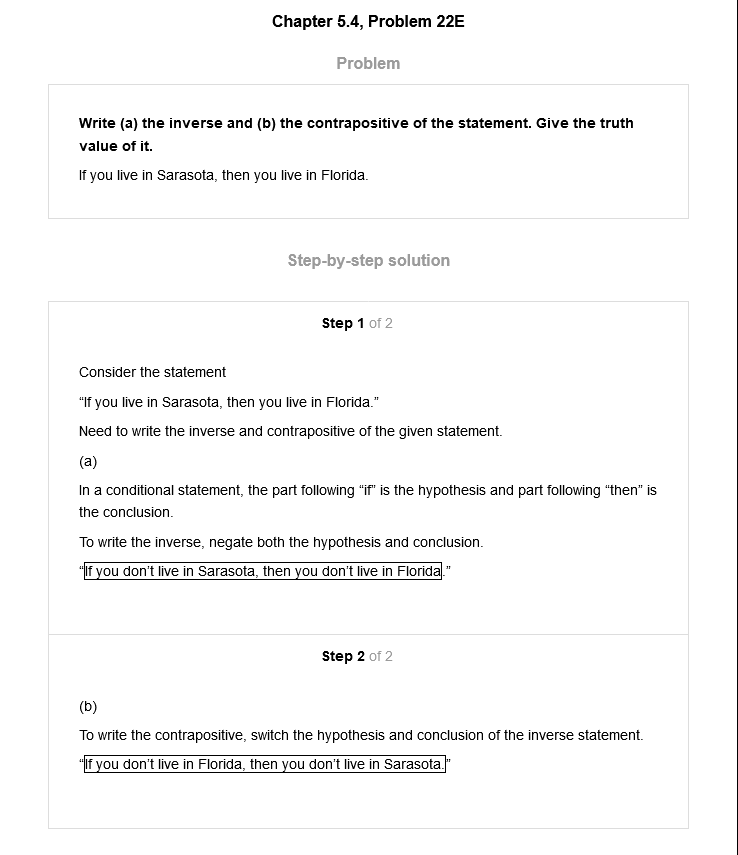 Chapter 5.4, Problem 22E
Problem
Write (a) the inverse and (b) the contrapositive of the statement. Give the truth
value of it.
If you live in Sarasota, then you live in Florida.
Step-by-step solution
Step 1 of 2
Consider the statement
“If you live in Sarasota, then you live in Florida.”
Need to write the inverse and contrapositive of the given statement.
(a)
In a conditional statement, the part following “if” is the hypothesis and part following “then” is
the conclusion.
To write the inverse, negate both the hypothesis and conclusion.
“If you don’t live in Sarasota, then you don’t live in Florida.”
Step 2 of 2
(b)
To write the contrapositive, switch the hypothesis and conclusion of the inverse statement.
“If you don’t live in Florida, then you don’t live in Sarasota.”